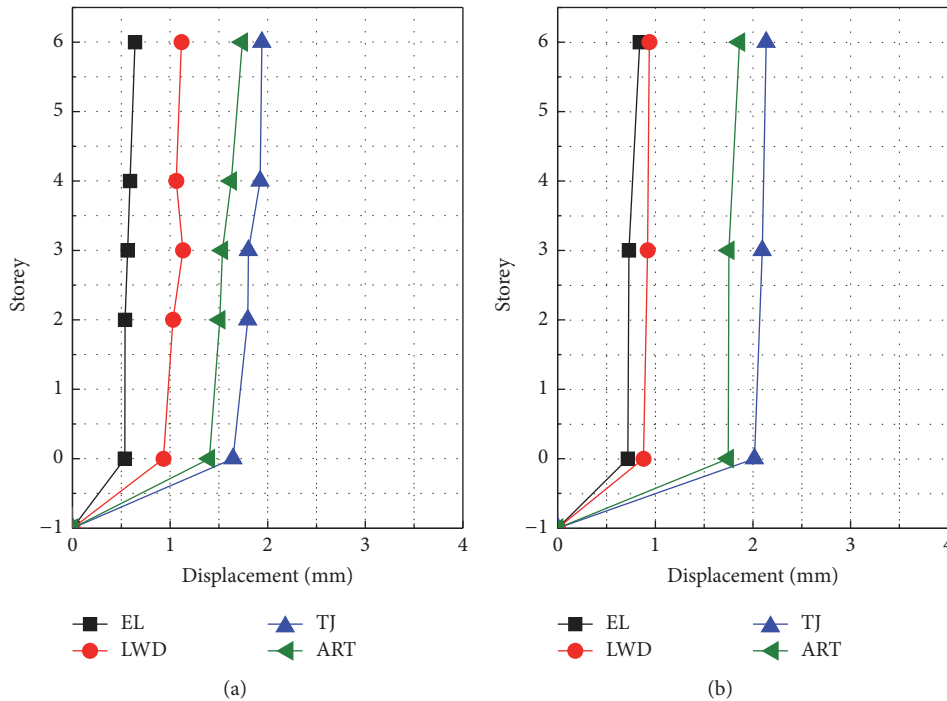 6
5
4
3
2
1
0
−1
Storey
0 1 2 3 4
Displacement (mm)
EL TJ
LWD ART
(a)
6
5
4
3
2
1
0
−1
Storey
0 1 2 3 4
Displacement (mm)
EL TJ
LWD ART
(b)